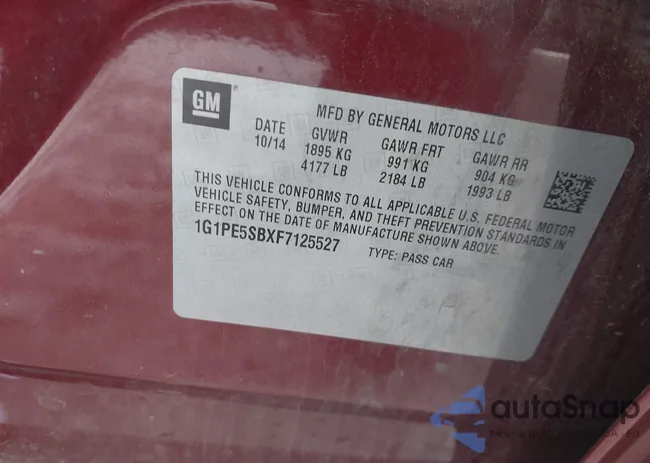 GM
MFD BY GENERAL MOTORS LLC
DATE GVWR GAWR FRT GAWR RR
10/14 1895 KG 991 KG 904 KG
4177 LB 2184 LB 1993 LB
THIS VEHICLE CONFORMS TO ALL APPLICABLE U.S. FEDERAL MOTOR
VEHICLE SAFETY, BUMPER, AND THEFT PREVENTION STANDARDS IN
EFFECT ON THE DATE OF MANUFACTURE SHOWN ABOVE.
1G1PE5SBXF7125527 TYPE: PASS CAR
autoSnap